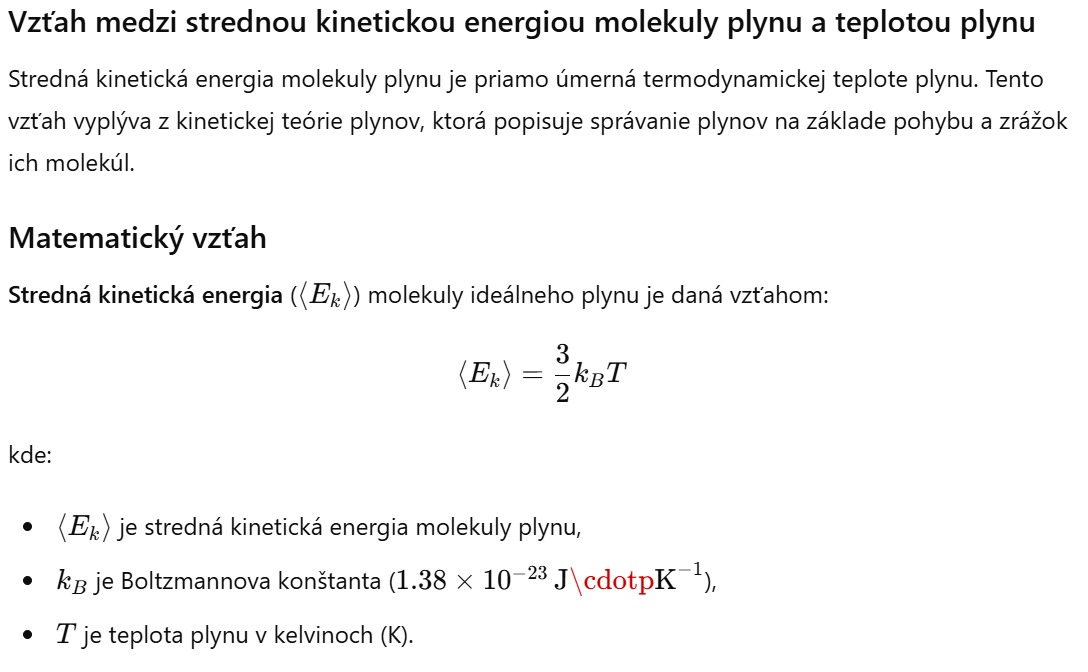 Vzťah medzi strednou kinetickou energiou molekuly plynu a teplotou plynu
Stredná kinetická energia molekuly plynu je priamo úmerná termodynamickej teplote plynu. Tento
vzťah vyplýva z kinetickej teórie plynov, ktorá popisuje správanie plynov na základe pohybu a zrážok
ich molekúl.
Matematický vzťah
Stredná kinetická energia (⟨E_k⟩) molekuly ideálneho plynu je daná vzťahom:
⟨E_k⟩ = \frac{3}{2} k_B T
kde:
• ⟨E_k⟩ je stredná kinetická energia molekuly plynu,
• k_B je Boltzmannova konštanta (1.38 × 10^{−23} J\cdotpK^{−1}),
• T je teplota plynu v kelvinoch (K).